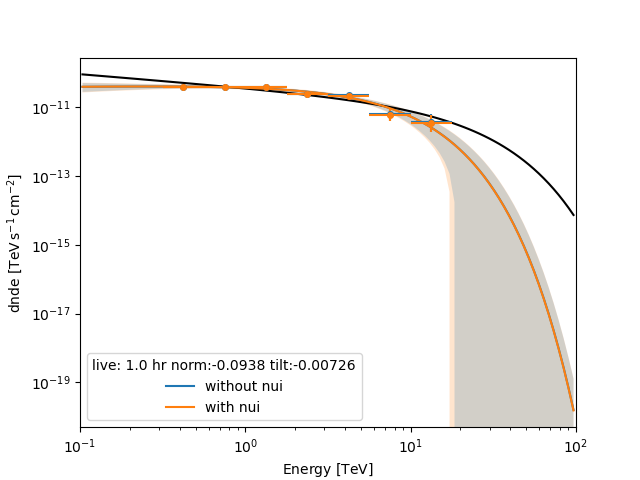 10⁻¹¹
10⁻¹³
10⁻¹⁵
10⁻¹⁷
10⁻¹⁹
dnde [TeV s⁻¹ cm⁻²]
live: 1.0 hr norm:-0.0938 tilt:-0.00726
without nui
with nui
10⁻¹ 10⁰ 10¹ 10²
Energy [TeV]